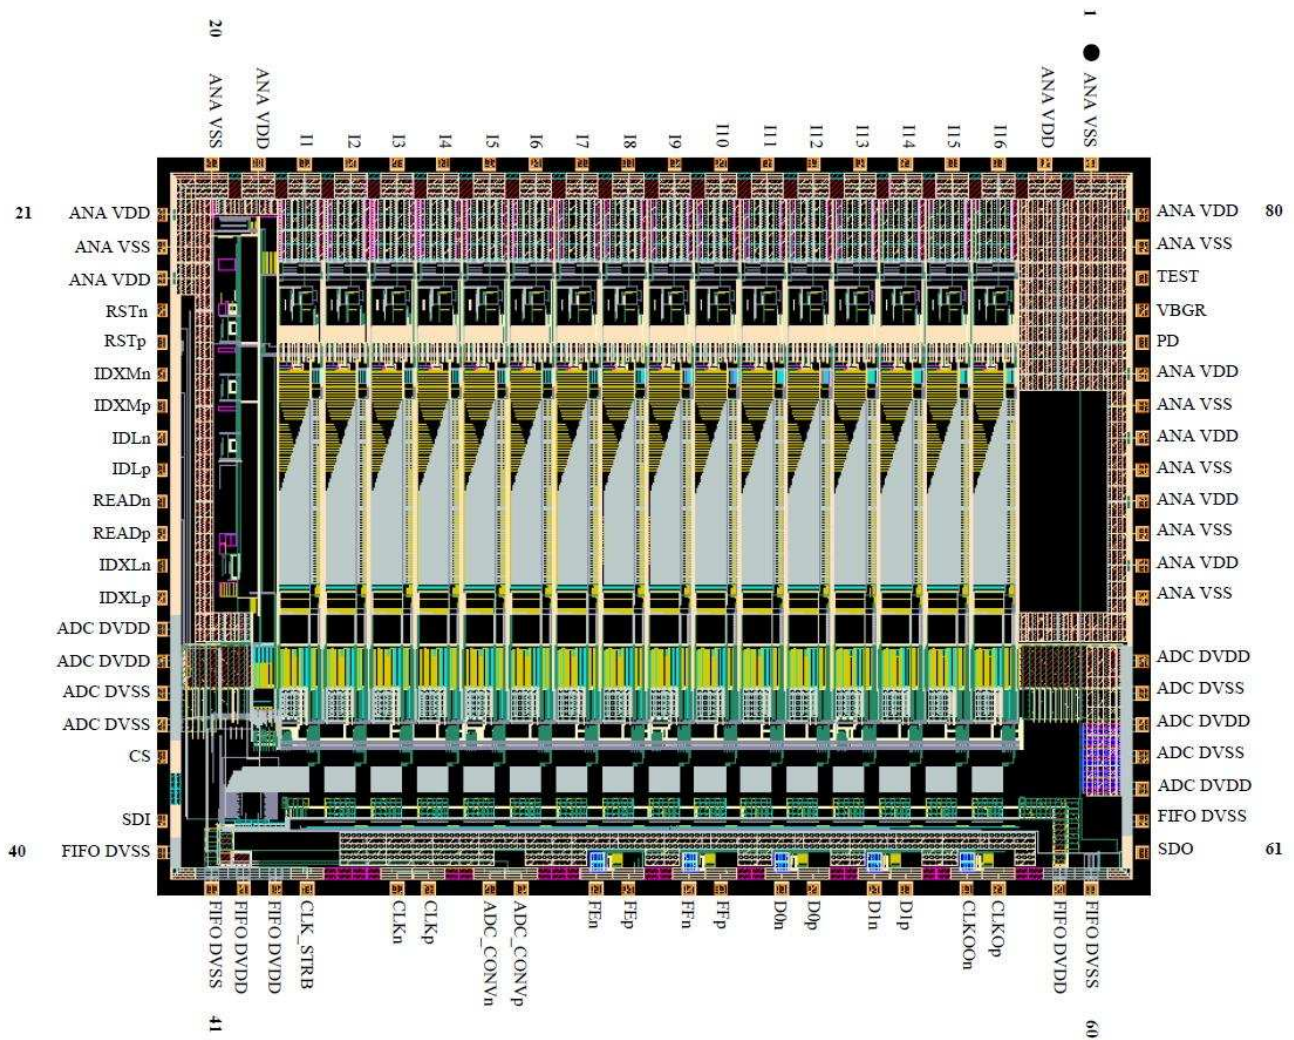 20
1
ANA VSS
ANA VDD
I1
I2
I3
I4
I5
I6
I7
I8
I9
I10
I11
I12
I13
I14
I15
I16
ANA VDD
ANA VSS
21 ANA VDD
ANA VSS
ANA VDD
RSTn
RSTp
IDXMn
IDXMp
IDLn
IDLp
READn
READp
IDXLn
IDXLp
ADC DVDD
ADC DVDD
ADC DVSS
ADC DVSS
CS
SDI
40 FIFO DVSS
ANA VDD 80
ANA VSS
TEST
VBGR
PD
ANA VDD
ANA VSS
ANA VDD
ANA VSS
ANA VDD
ANA VSS
ANA VDD
ANA VSS
ADC DVDD
ADC DVSS
ADC DVDD
ADC DVSS
ADC DVDD
FIFO DVSS
SDO 61
FIFO DVSS
FIFO DVDD
FIFO DVDD
CLK_STRB
CLKn
CLKp
ADC_CONVn
ADC_CONVp
FEn
FEp
FFn
FFp
D0n
D0p
D1n
D1p
CLKOOn
CLKOp
FIFO DVDD
FIFO DVSS
41
60